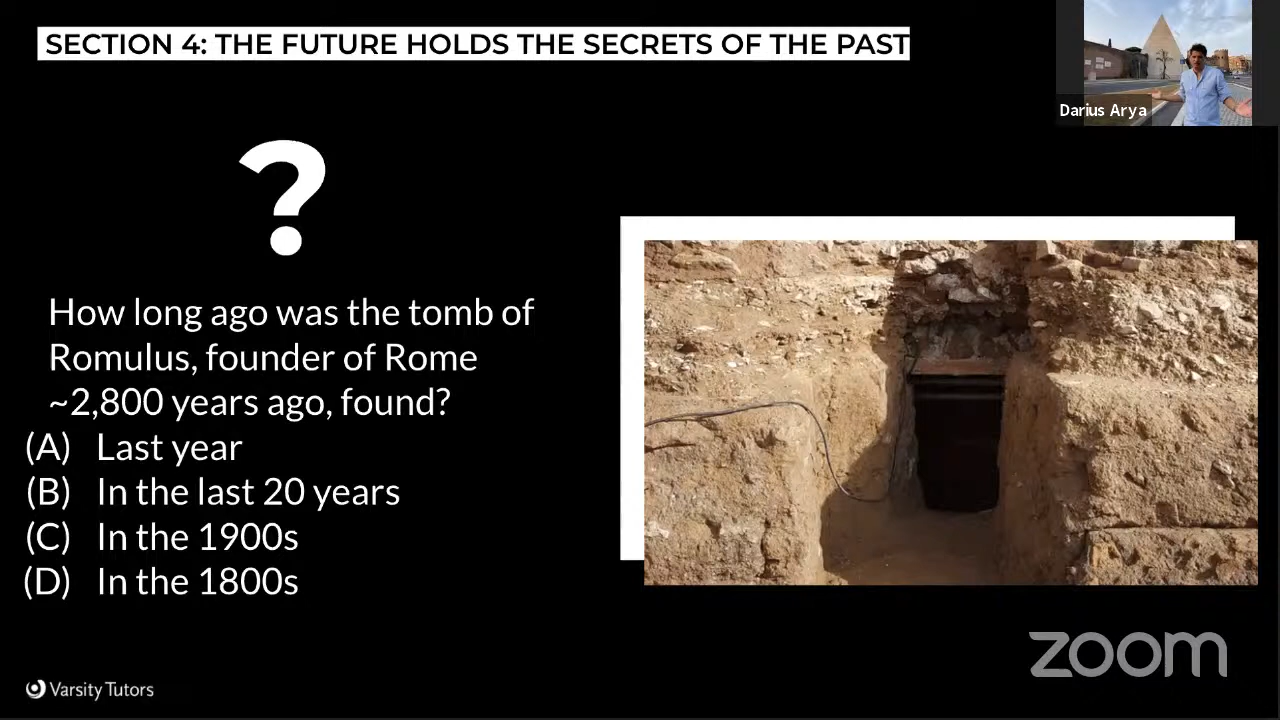 SECTION 4: THE FUTURE HOLDS THE SECRETS OF THE PAST
Darius Arya
?
How long ago was the tomb of
Romulus, founder of Rome
~2,800 years ago, found?
(A) Last year
(B) In the last 20 years
(C) In the 1900s
(D) In the 1800s
zoom
Varsity Tutors